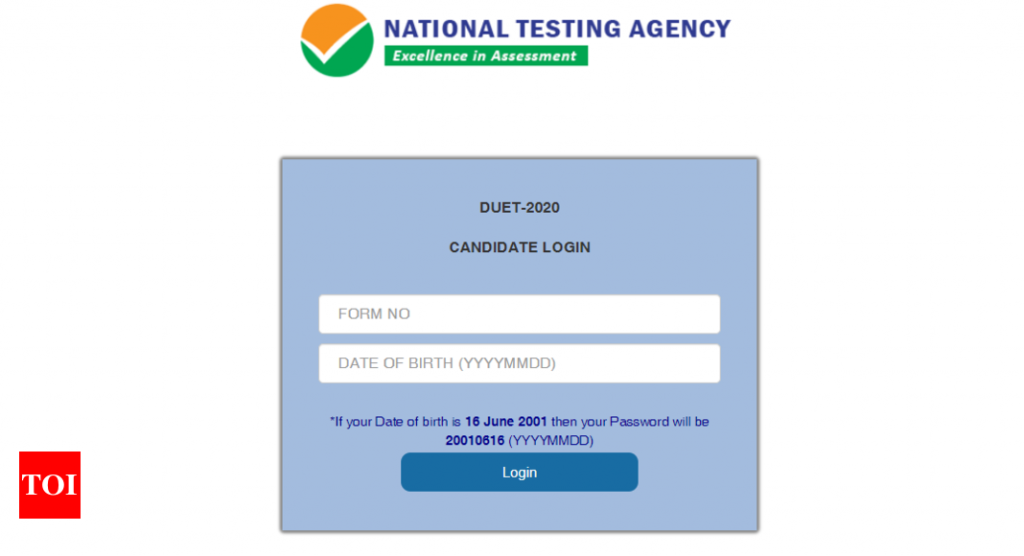 NATIONAL TESTING AGENCY
Excellence in Assessment
DUET-2020
CANDIDATE LOGIN
FORM NO
DATE OF BIRTH (YYYYMMDD)
*If your Date of birth is 16 June 2001 then your Password will be
20010616 (YYYYMMDD)
Login
TOI